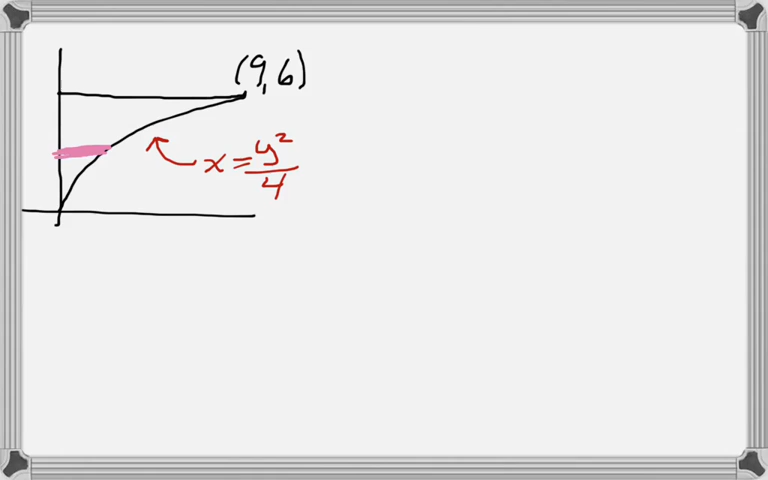 (9,6)
x = y²/4